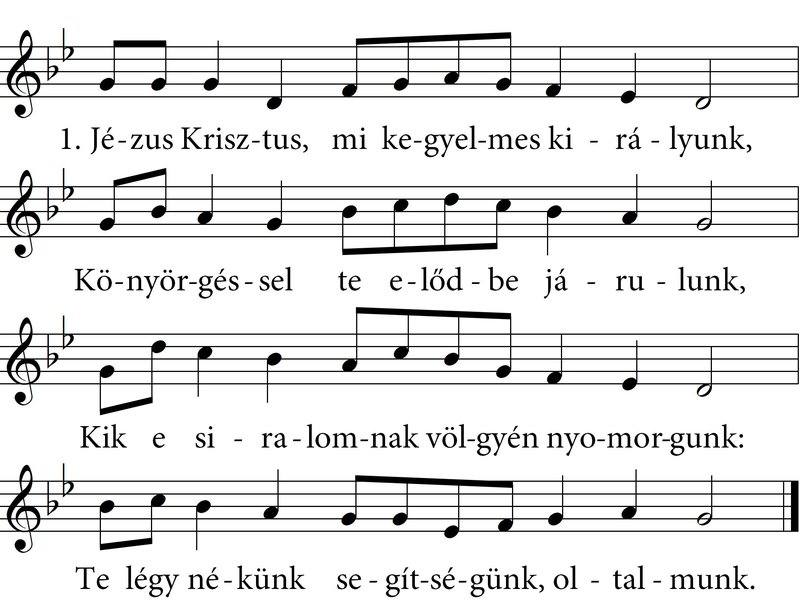 1. Jé-zus Krisz-tus, mi ke-gyel-mes ki - rá - lyunk,
Kö-nyör-gés-sel te e-lőd-be já - ru - lunk,
Kik e si - ra-lom-nak völ-gyén nyo-mor-gunk:
Te légy né-künk se-gít-sé-günk, ol - tal - munk.